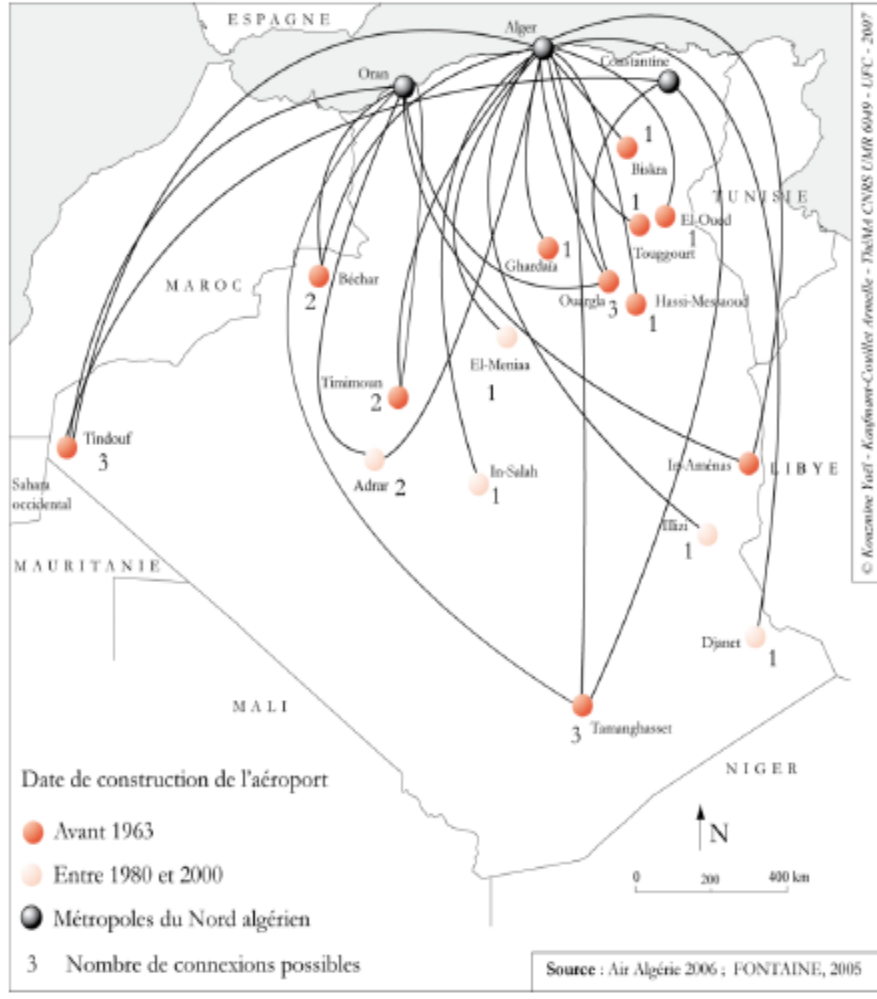 ESPAGNE
Alger
Oran
Constantine
1
Biskra
TUNISIE
1
El-Oued
1
Touggourt
Ghardaïa
1
MAROC
Béchar
2
Ouargla
3
Hassi-Messaoud
1
El-Meniaa
1
Timimoun
2
Tindouf
3
Adrar
2
In-Salah
1
In-Aménas
LIBYE
Sahara
occidental
Illizi
1
MAURITANIE
Djanet
1
MALI
3
Tamanghasset
NIGER
Date de construction de l'aéroport
Avant 1963
Entre 1980 et 2000
Métropoles du Nord algérien
3 Nombre de connexions possibles
N
0 200 400 km
Source : Air Algérie 2006 ; FONTAINE, 2005
© Kouzmine Yaël - Kaufmant-Couillet Armelle - ThéMA CNRS UMR 6049 - UFC - 2007